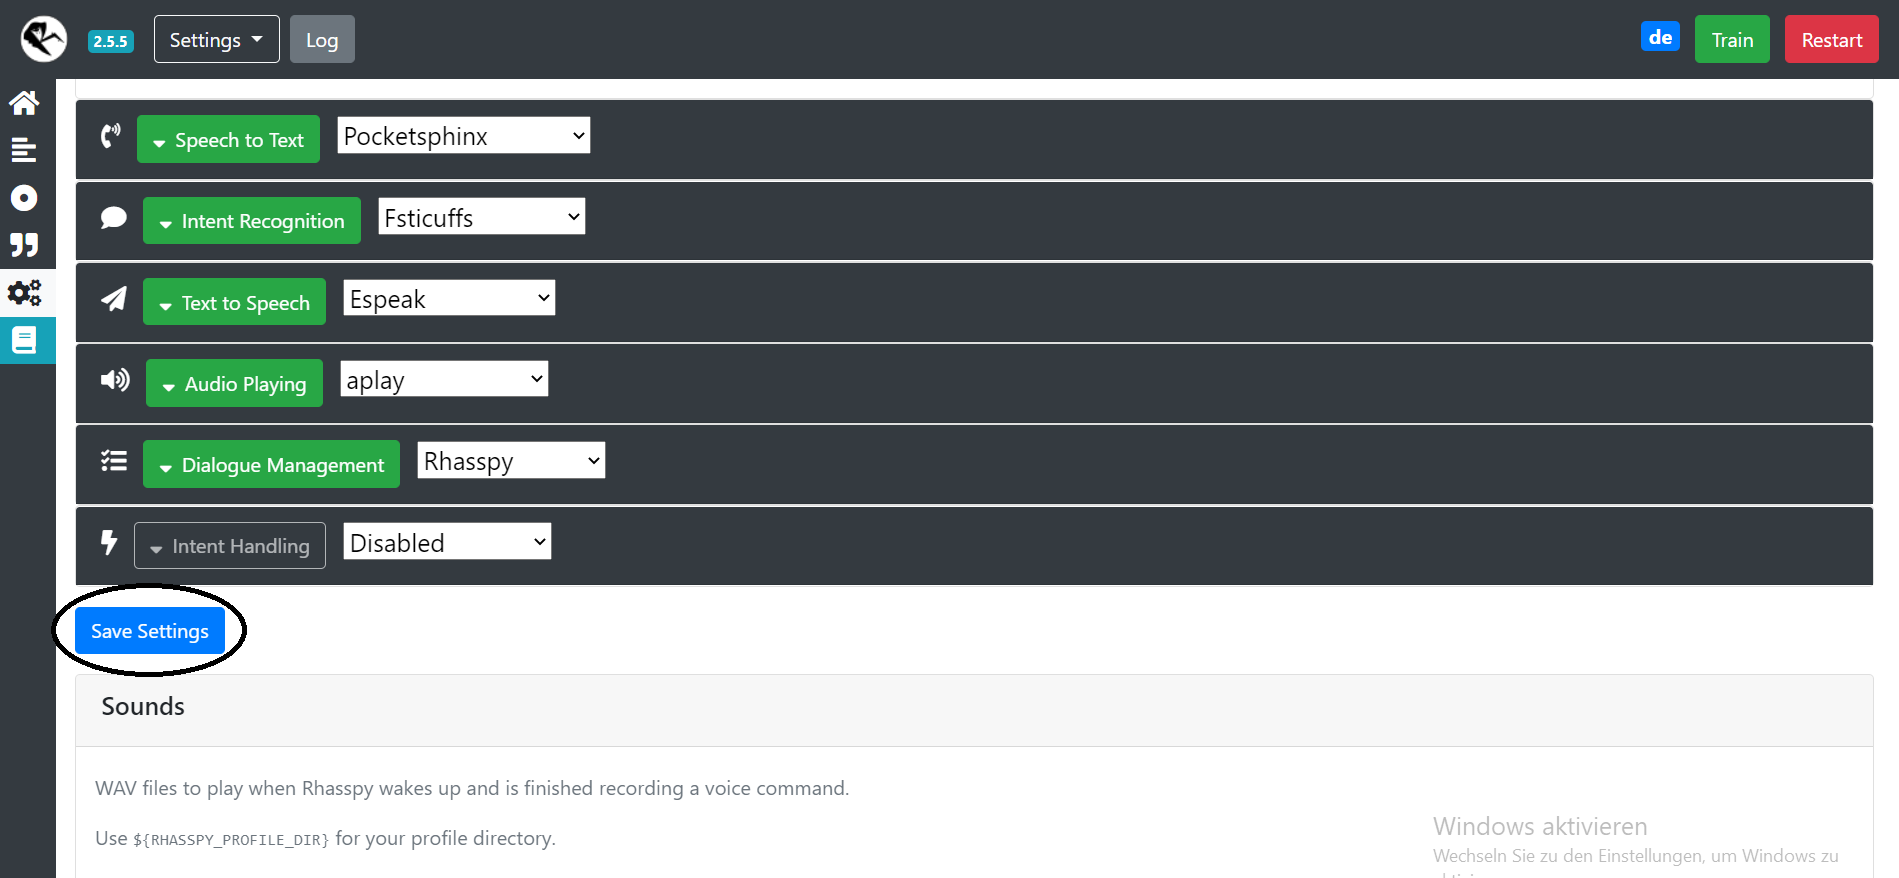 2.5.5 Settings Log de Train Restart
Speech to Text Pocketsphinx
Intent Recognition Fsticuffs
Text to Speech Espeak
Audio Playing aplay
Dialogue Management Rhasspy
Intent Handling Disabled
Save Settings
Sounds
WAV files to play when Rhasspy wakes up and is finished recording a voice command.
Use ${RHASSPY_PROFILE_DIR} for your profile directory.
Windows aktivieren
Wechseln Sie zu den Einstellungen, um Windows zu